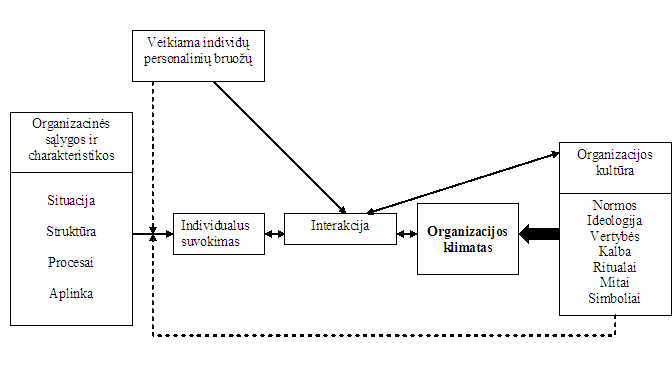 Veikiama individų
personalinių bruožų
Organizacinės
sąlygos ir
charakteristikos
Situacija
Struktūra
Procesai
Aplinka
Individualus
suvokimas
Interakcija
Organizacijos
klimatas
Organizacijos
kultūra
Normos
Ideologija
Vertybės
Kalba
Ritualai
Mitai
Simboliai